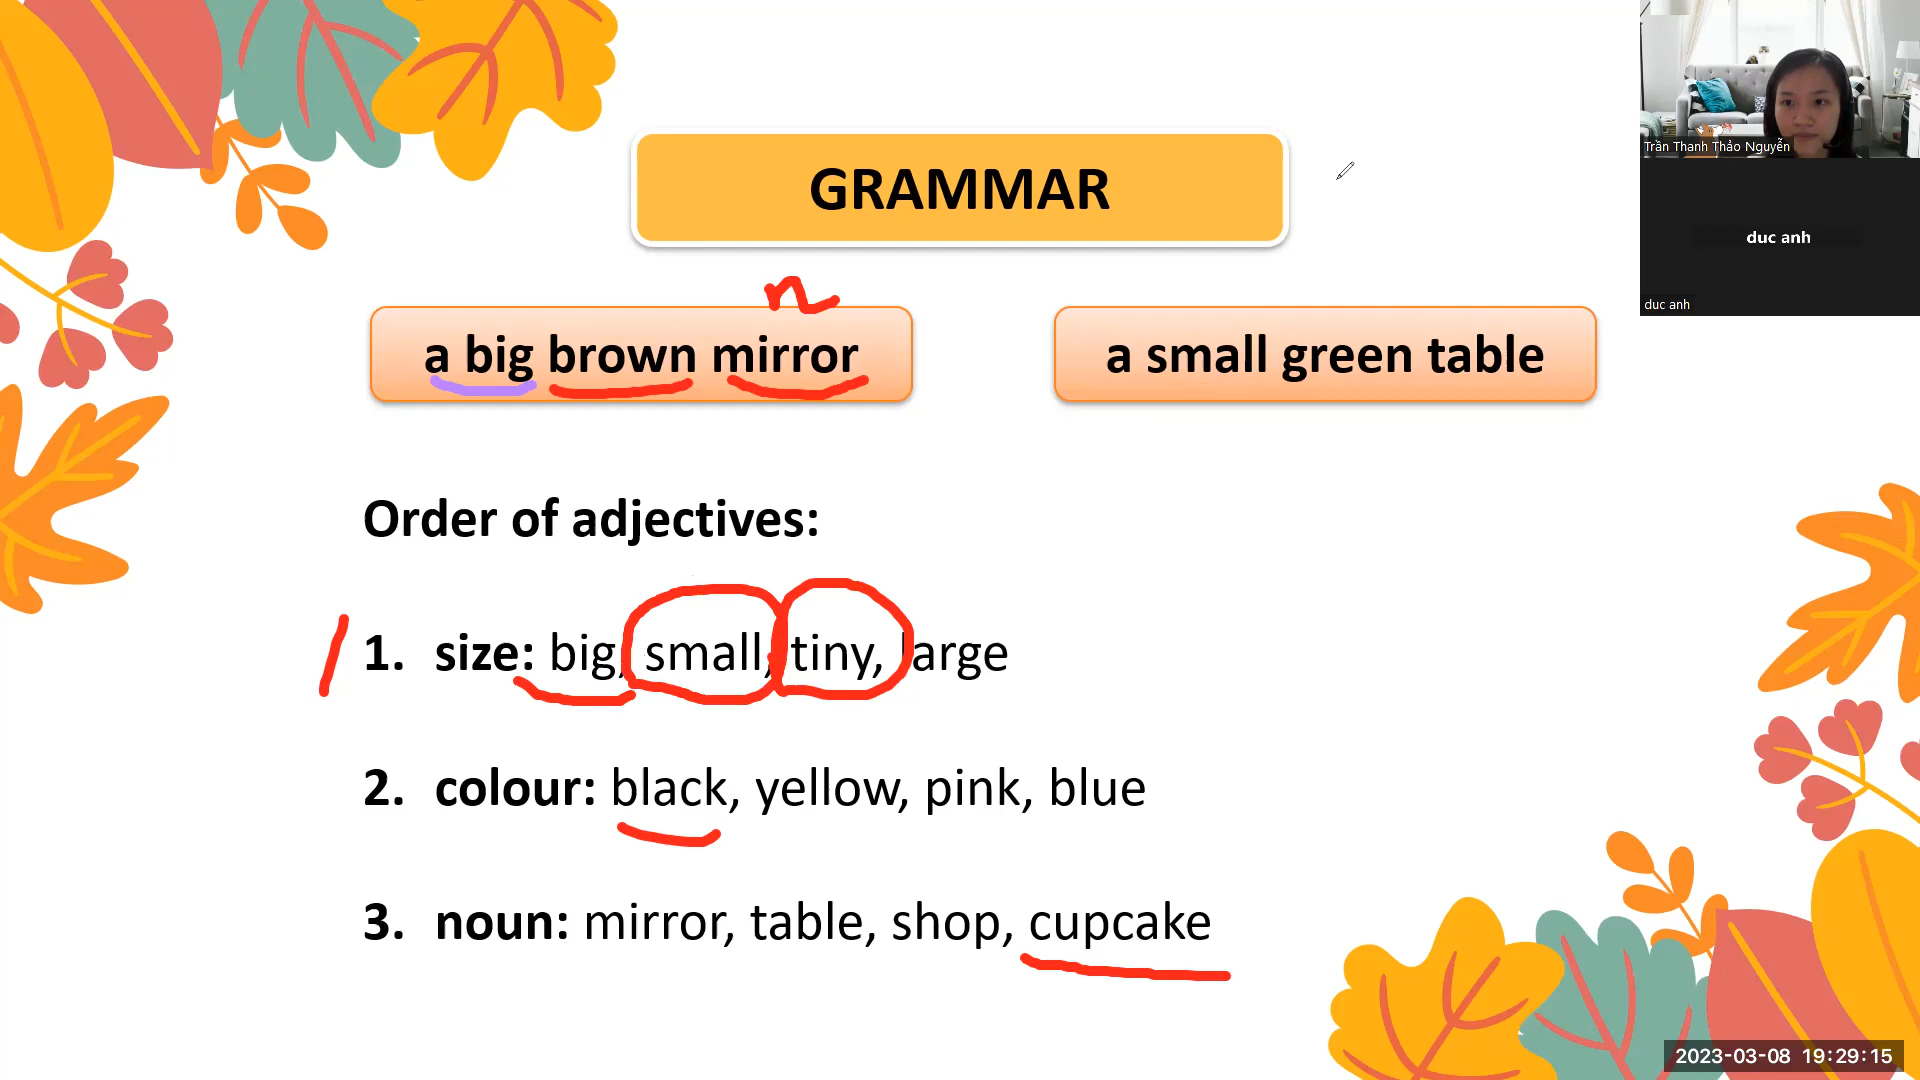 GRAMMAR
Trần Thanh Thảo Nguyễn
duc anh
duc anh
n
a big brown mirror
a small green table
Order of adjectives:
1. size: big, small, tiny, large
2. colour: black, yellow, pink, blue
3. noun: mirror, table, shop, cupcake
2023-03-08 19:29:15